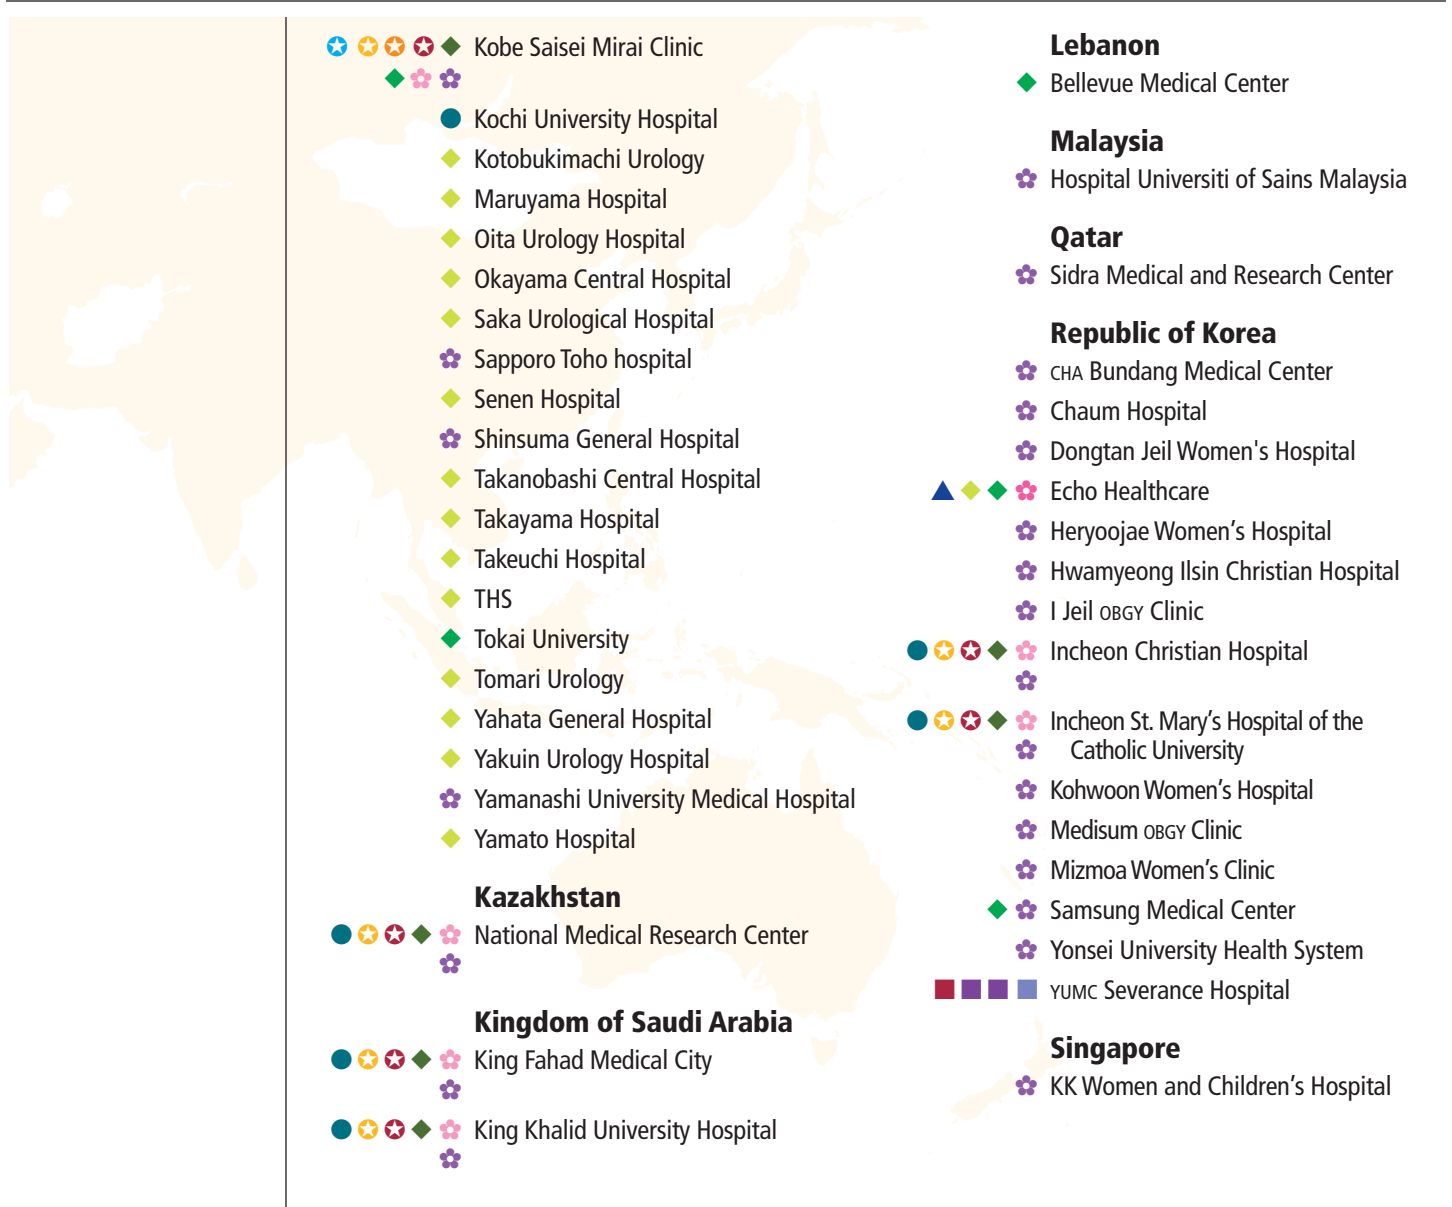 Kobe Saisei Mirai Clinic
Kochi University Hospital
Kotobukimachi Urology
Maruyama Hospital
Oita Urology Hospital
Okayama Central Hospital
Saka Urological Hospital
Sapporo Toho hospital
Senen Hospital
Shinsuma General Hospital
Takanobashi Central Hospital
Takayama Hospital
Takeuchi Hospital
THS
Tokai University
Tomari Urology
Yahata General Hospital
Yakuin Urology Hospital
Yamanashi University Medical Hospital
Yamato Hospital
Kazakhstan
National Medical Research Center
Kingdom of Saudi Arabia
King Fahad Medical City
King Khalid University Hospital
Lebanon
Bellevue Medical Center
Malaysia
Hospital Universiti of Sains Malaysia
Qatar
Sidra Medical and Research Center
Republic of Korea
CHA Bundang Medical Center
Chaum Hospital
Dongtan Jeil Women's Hospital
Echo Healthcare
Heryoojae Women’s Hospital
Hwamyeong Ilsin Christian Hospital
I Jeil OBGY Clinic
Incheon Christian Hospital
Incheon St. Mary’s Hospital of the
Catholic University
Kohwoon Women’s Hospital
Medisum OBGY Clinic
Mizmoa Women’s Clinic
Samsung Medical Center
Yonsei University Health System
YUMC Severance Hospital
Singapore
KK Women and Children’s Hospital